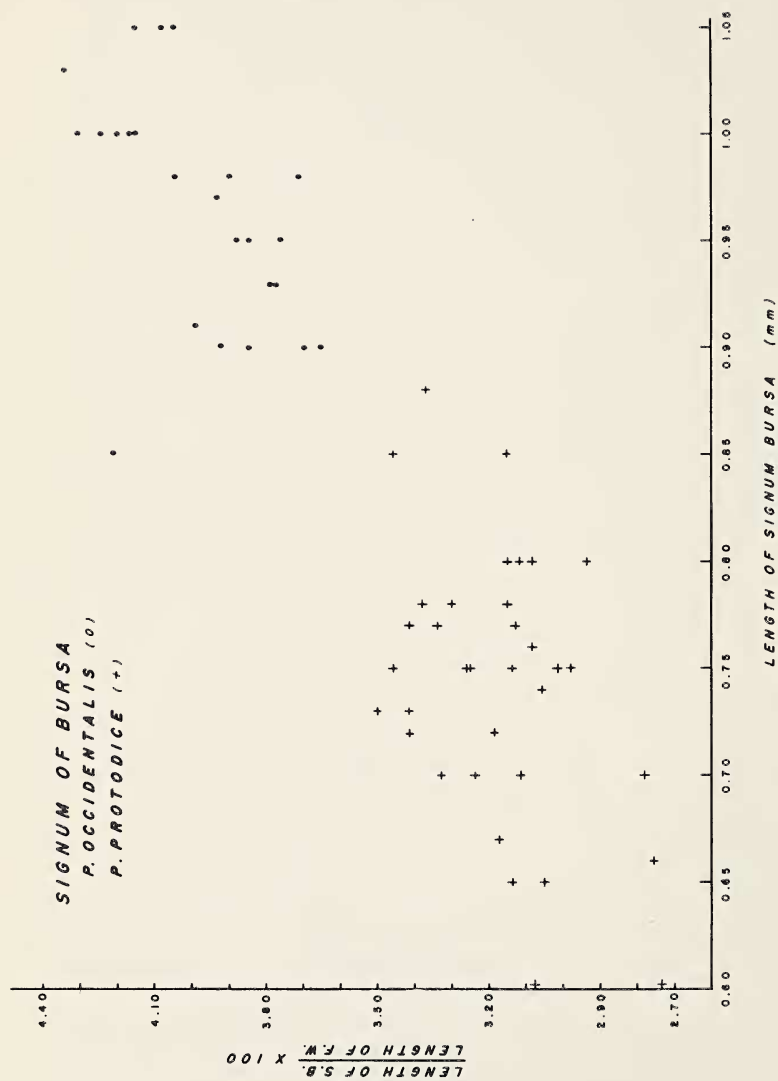 SIGNUM OF BURSA
P. OCCIDENTALIS (O)
P. PROTODICE (+)
LENGTH OF S.B.
LENGTH OF F.W. X 100
4.40
4.10
3.80
3.50
3.20
2.90
2.70
0.60
0.65
0.70
0.75
0.80
0.85
0.90
0.95
1.00
1.05
LENGTH OF SIGNUM BURSA (mm)